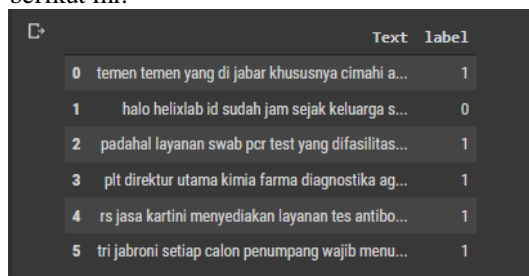 Text label
0 temen temen yang di jabar khususnya cimahi a... 1
1 halo helixlab id sudah jam sejak keluarga s... 0
2 padahal layanan swab pcr test yang difasilitas... 1
3 plt direktur utama kimia farma diagnostika ag... 1
4 rs jasa kartini menyediakan layanan tes antibo... 1
5 tri jabroni setiap calon penumpang wajib menu... 1